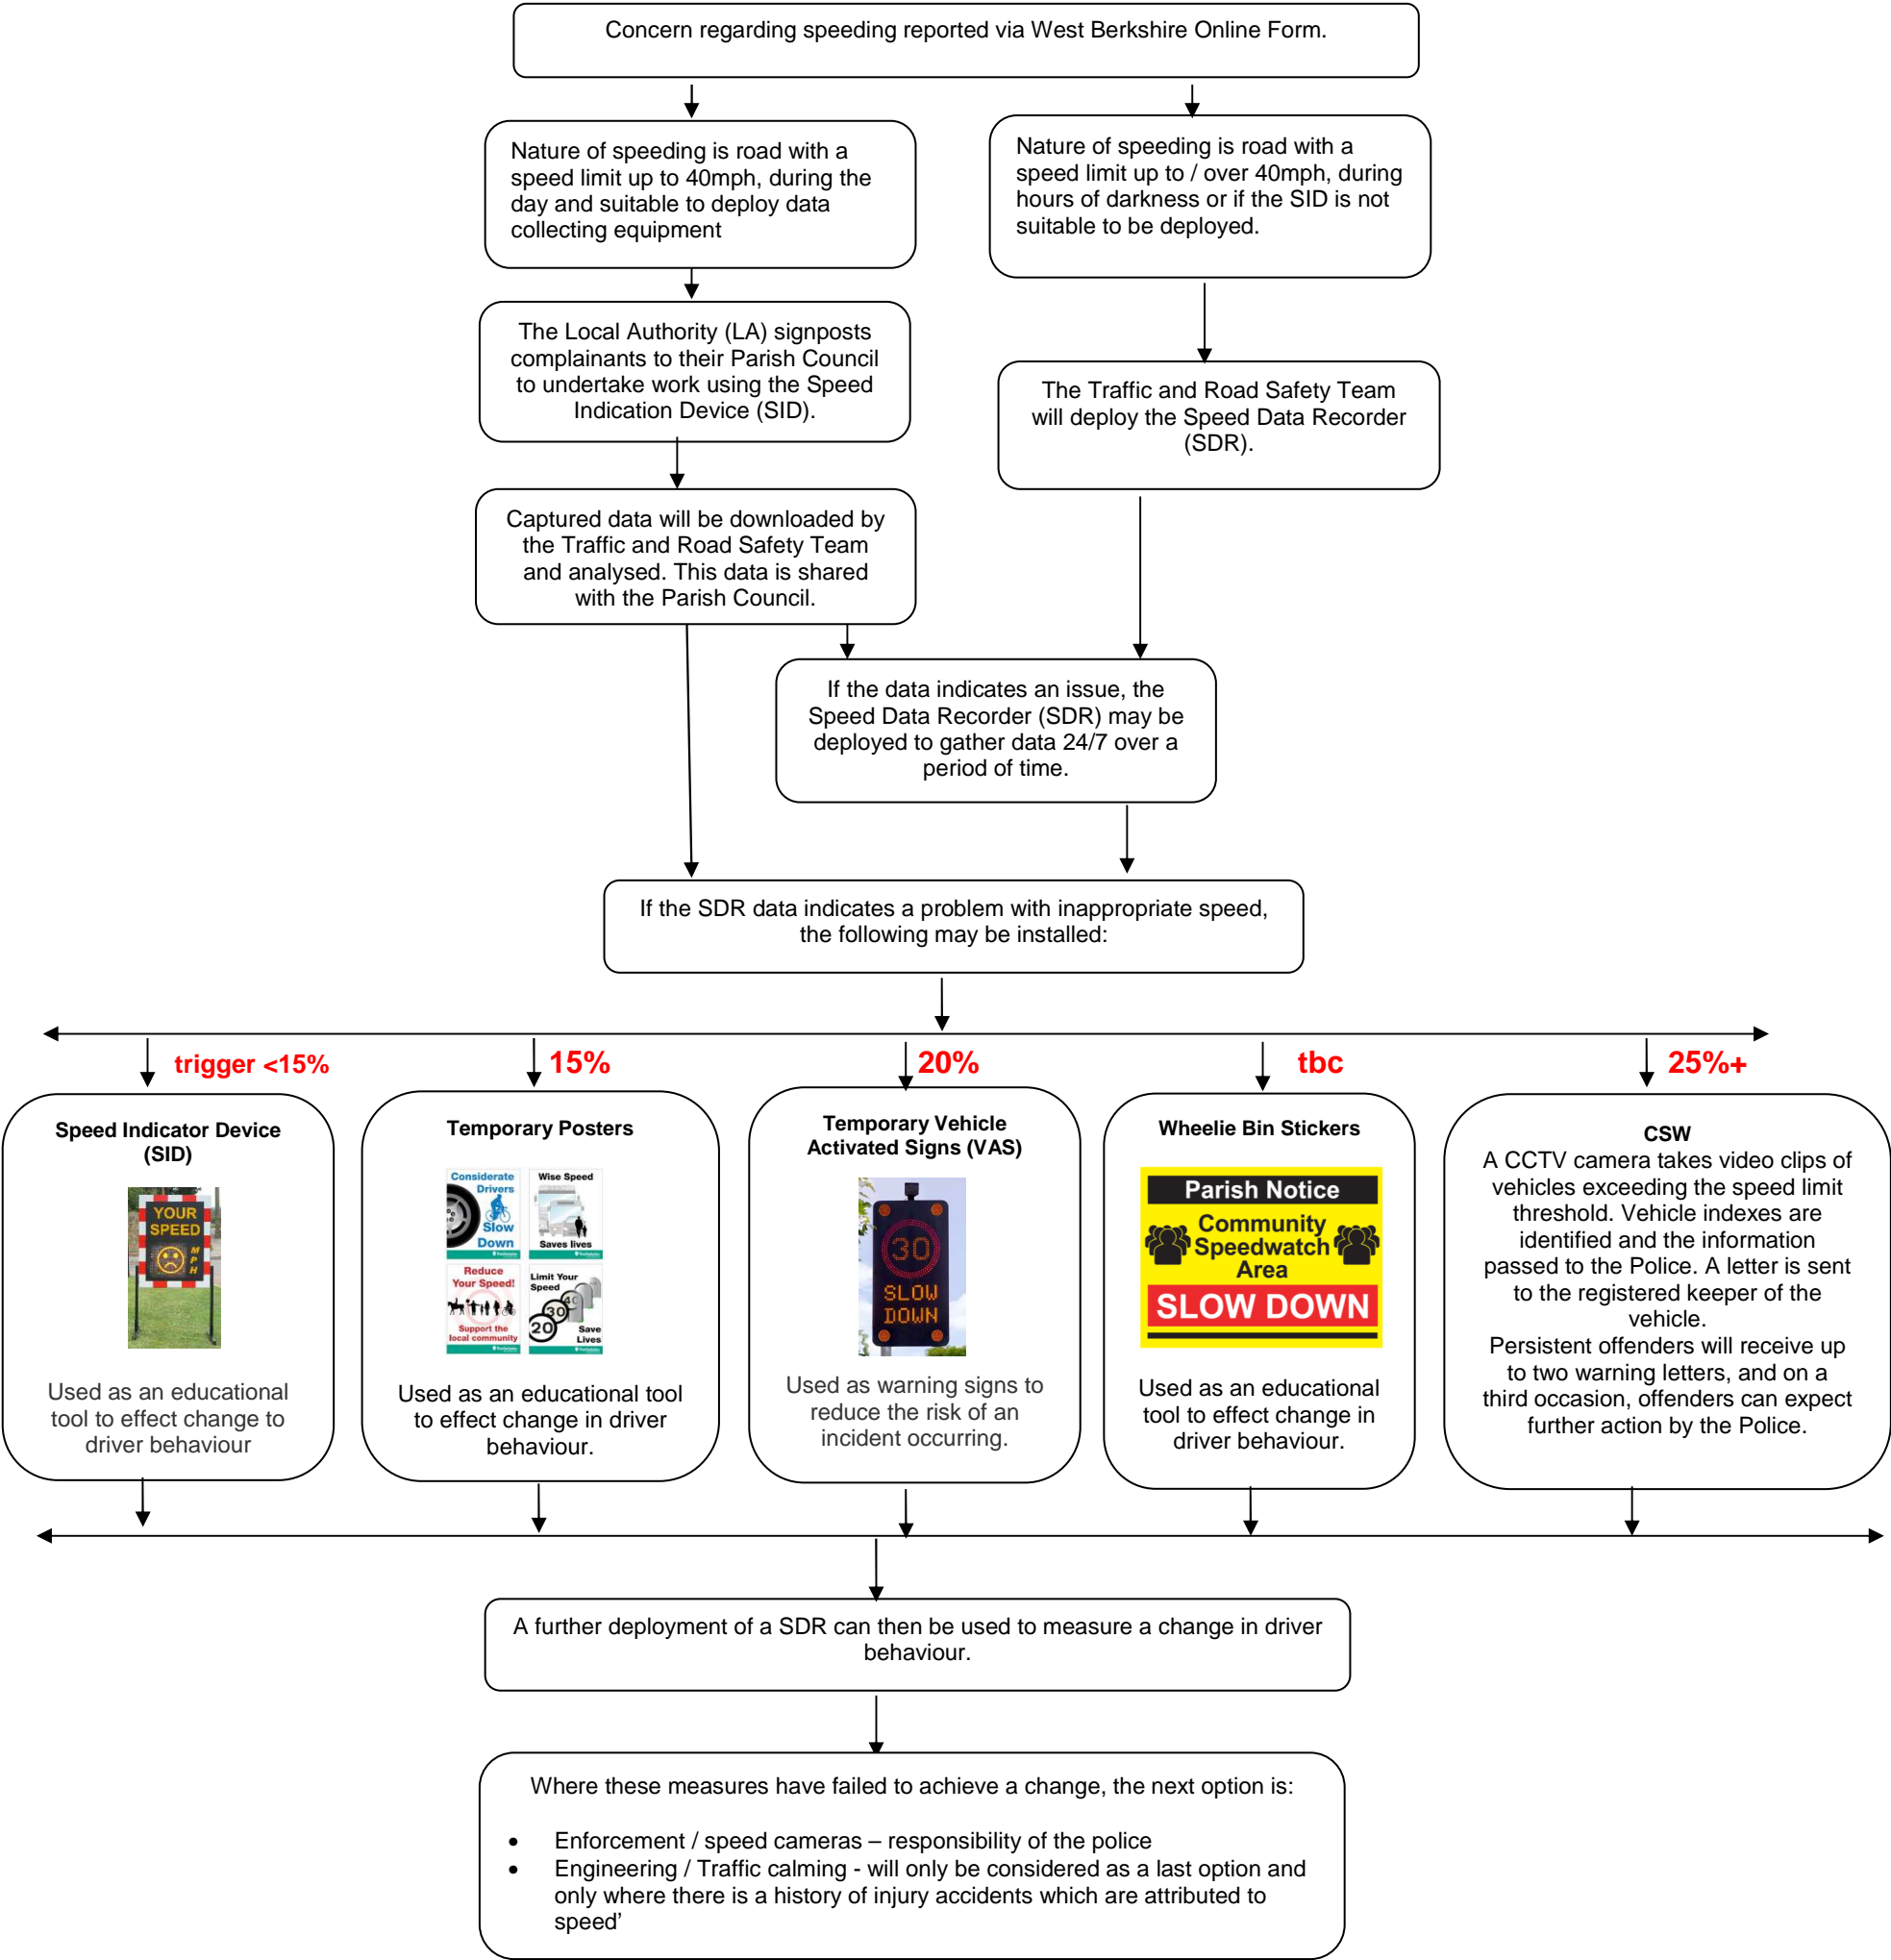 Concern regarding speeding reported via West Berkshire Online Form.
Nature of speeding is road with a
speed limit up to 40mph, during the
day and suitable to deploy data
collecting equipment
Nature of speeding is road with a
speed limit up to / over 40mph, during
hours of darkness or if the SID is not
suitable to be deployed.
The Local Authority (LA) signposts
complainants to their Parish Council
to undertake work using the Speed
Indication Device (SID).
The Traffic and Road Safety Team
will deploy the Speed Data Recorder
(SDR).
Captured data will be downloaded by
the Traffic and Road Safety Team
and analysed. This data is shared
with the Parish Council.
If the data indicates an issue, the
Speed Data Recorder (SDR) may be
deployed to gather data 24/7 over a
period of time.
If the SDR data indicates a problem with inappropriate speed,
the following may be installed:
trigger <15%
15%
20%
tbc
25%+
Speed Indicator Device
(SID)
YOUR
SPEED
MPH
Used as an educational
tool to effect change to
driver behaviour
Temporary Posters
Considerate
Drivers
Slow
Down
Wise Speed
Saves lives
Reduce
Your Speed!
Support the
local community
Limit Your
Speed
40
30
20
Save
Lives
Used as an educational tool
to effect change in driver
behaviour.
Temporary Vehicle
Activated Signs (VAS)
30
SLOW
DOWN
Used as warning signs to
reduce the risk of an
incident occurring.
Wheelie Bin Stickers
Parish Notice
Community
Speedwatch
Area
SLOW DOWN
Used as an educational
tool to effect change in
driver behaviour.
CSW
A CCTV camera takes video clips of
vehicles exceeding the speed limit
threshold. Vehicle indexes are
identified and the information
passed to the Police. A letter is sent
to the registered keeper of the
vehicle.
Persistent offenders will receive up
to two warning letters, and on a
third occasion, offenders can expect
further action by the Police.
A further deployment of a SDR can then be used to measure a change in driver
behaviour.
Where these measures have failed to achieve a change, the next option is:
• Enforcement / speed cameras – responsibility of the police
• Engineering / Traffic calming - will only be considered as a last option and
only where there is a history of injury accidents which are attributed to
speed’